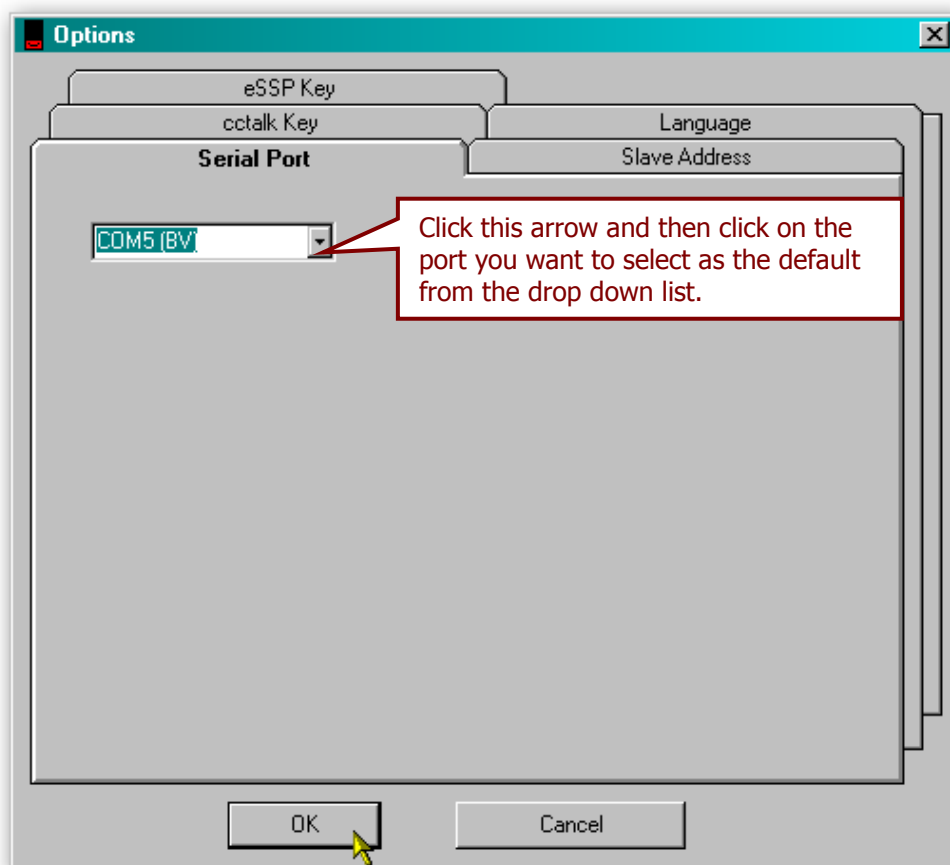 Options
eSSP Key
cctalk Key
Language
Serial Port
Slave Address
COM5 (BV)
Click this arrow and then click on the
port you want to select as the default
from the drop down list.
OK
Cancel